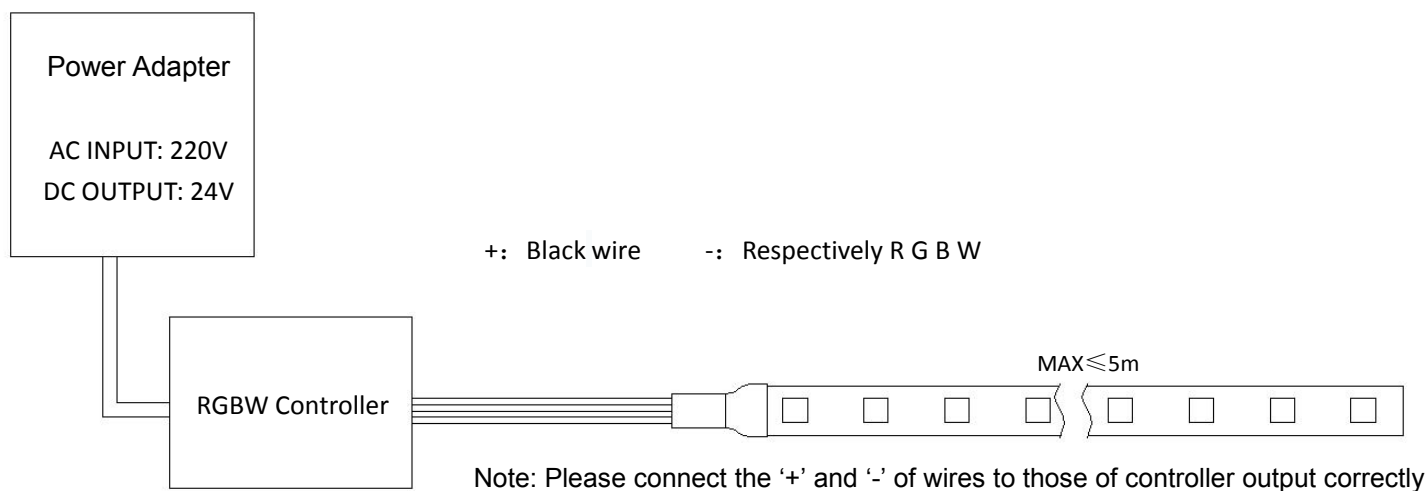 Power Adapter
AC INPUT: 220V
DC OUTPUT: 24V
+：Black wire -：Respectively R G B W
MAX≤5m
RGBW Controller
Note: Please connect the ‘+’ and ‘-’ of wires to those of controller output correctly